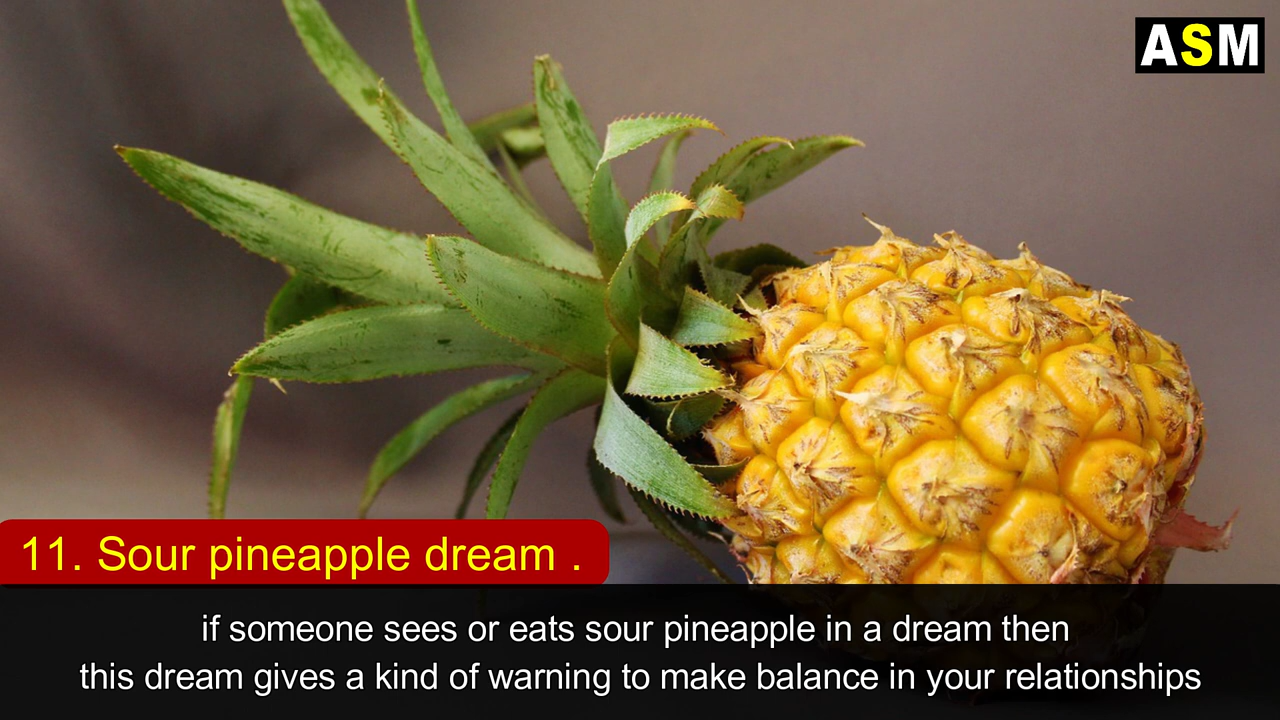 ASM
11. Sour pineapple dream .
if someone sees or eats sour pineapple in a dream then
this dream gives a kind of warning to make balance in your relationships